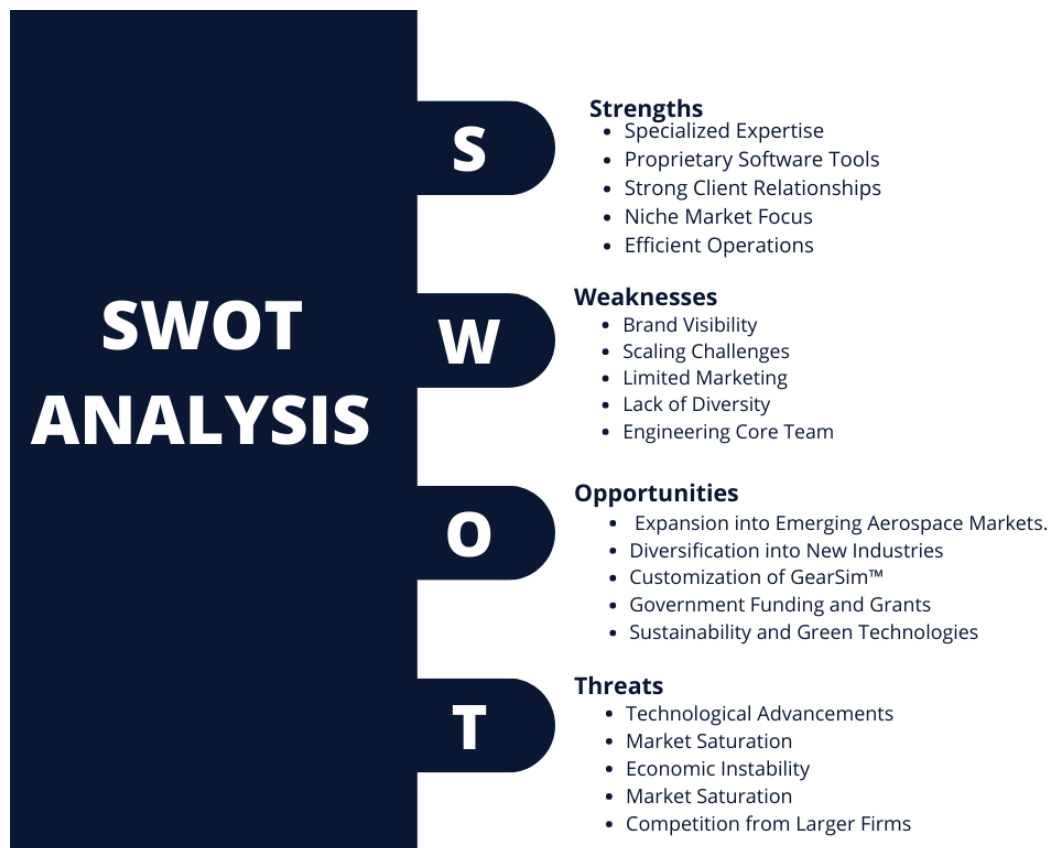 SWOT
ANALYSIS
S
Strengths
• Specialized Expertise
• Proprietary Software Tools
• Strong Client Relationships
• Niche Market Focus
• Efficient Operations
W
Weaknesses
• Brand Visibility
• Scaling Challenges
• Limited Marketing
• Lack of Diversity
• Engineering Core Team
O
Opportunities
• Expansion into Emerging Aerospace Markets.
• Diversification into New Industries
• Customization of GearSim™
• Government Funding and Grants
• Sustainability and Green Technologies
T
Threats
• Technological Advancements
• Market Saturation
• Economic Instability
• Market Saturation
• Competition from Larger Firms